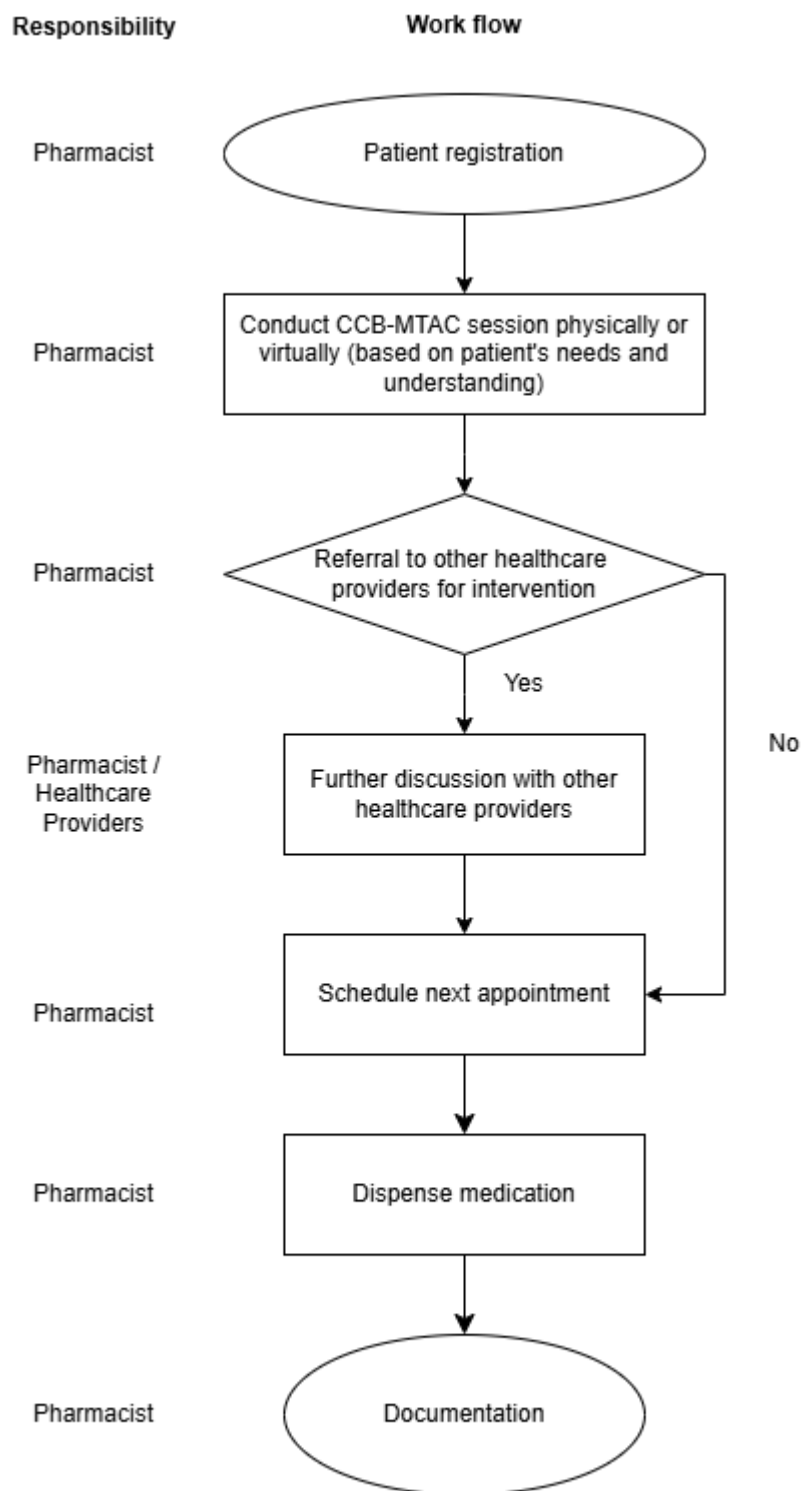 Responsibility
Work flow
Pharmacist
Patient registration
Pharmacist
Conduct CCB-MTAC session physically or
virtually (based on patient's needs and
understanding)
Pharmacist
Referral to other healthcare
providers for intervention
Yes
No
Pharmacist /
Healthcare
Providers
Further discussion with other
healthcare providers
Pharmacist
Schedule next appointment
Pharmacist
Dispense medication
Pharmacist
Documentation